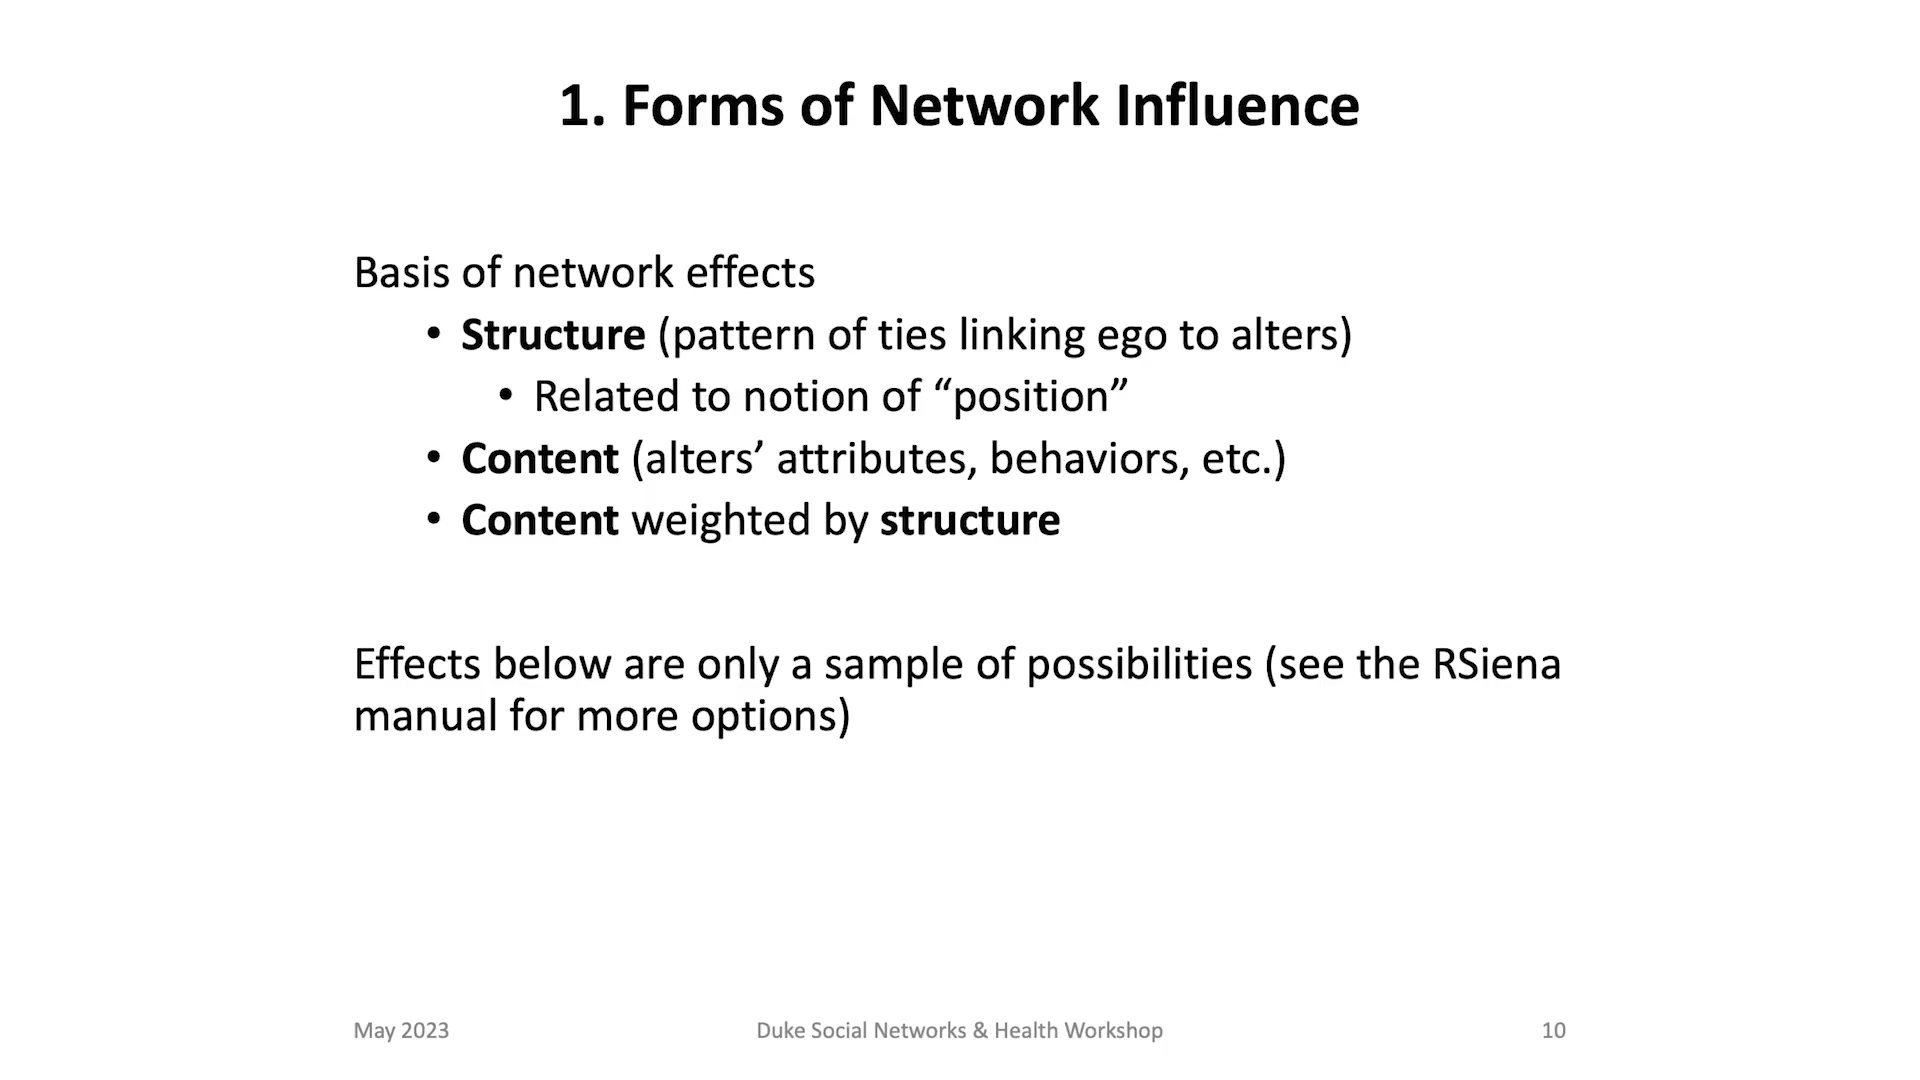 1. Forms of Network Influence
Basis of network effects
• Structure (pattern of ties linking ego to alters)
• Related to notion of “position”
• Content (alters’ attributes, behaviors, etc.)
• Content weighted by structure
Effects below are only a sample of possibilities (see the RSiena
manual for more options)
May 2023
Duke Social Networks & Health Workshop
10